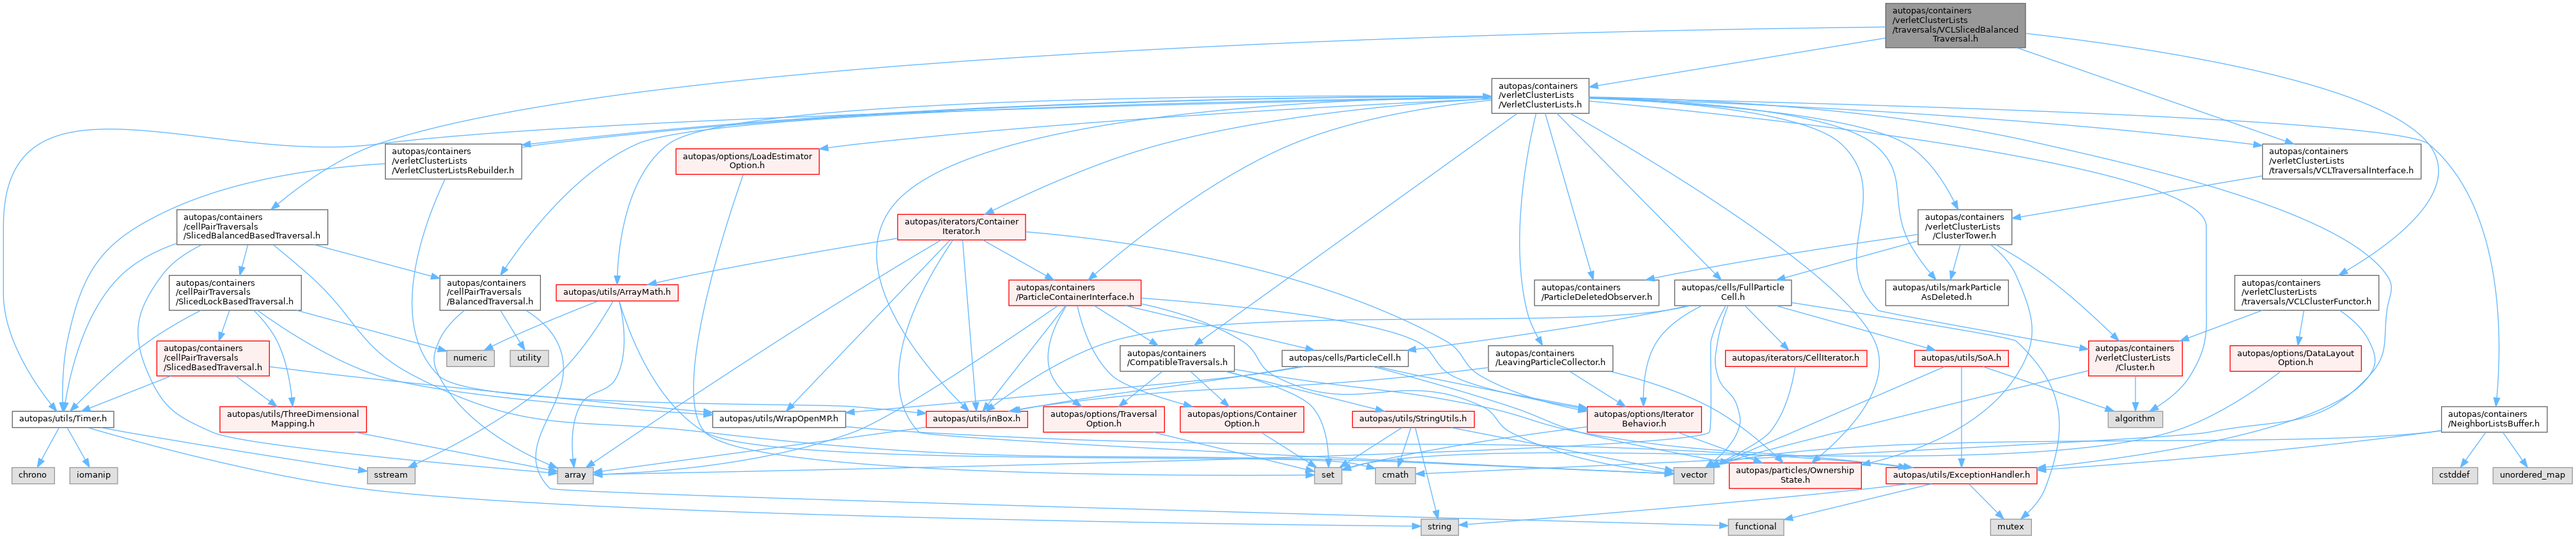 autopas/containers
/verletClusterLists
/traversals/VCLSlicedBalanced
Traversal.h
autopas/containers
/verletClusterLists
/VerletClusterLists.h
autopas/containers
/verletClusterLists
/VerletClusterListsRebuilder.h
autopas/options/LoadEstimator
Option.h
autopas/containers
/verletClusterLists
/traversals/VCLTraversalInterface.h
autopas/containers
/cellPairTraversals
/SlicedBalancedBasedTraversal.h
autopas/iterators/Container
Iterator.h
autopas/containers
/verletClusterLists
/ClusterTower.h
autopas/containers
/cellPairTraversals
/SlicedLockBasedTraversal.h
autopas/containers
/cellPairTraversals
/BalancedTraversal.h
autopas/utils/ArrayMath.h
autopas/containers
/ParticleContainerInterface.h
autopas/containers
/ParticleDeletedObserver.h
autopas/cells/FullParticle
Cell.h
autopas/utils/markParticle
AsDeleted.h
autopas/containers
/verletClusterLists
/traversals/VCLClusterFunctor.h
autopas/containers
/cellPairTraversals
/SlicedBasedTraversal.h
numeric
utility
autopas/containers
/CompatibleTraversals.h
autopas/cells/ParticleCell.h
autopas/containers
/LeavingParticleCollector.h
autopas/iterators/CellIterator.h
autopas/utils/SoA.h
autopas/containers
/verletClusterLists
/Cluster.h
autopas/options/DataLayout
Option.h
autopas/utils/Timer.h
autopas/utils/ThreeDimensional
Mapping.h
autopas/utils/WrapOpenMP.h
autopas/utils/inBox.h
autopas/options/Traversal
Option.h
autopas/options/Container
Option.h
autopas/utils/StringUtils.h
autopas/options/Iterator
Behavior.h
algorithm
autopas/containers
/NeighborListsBuffer.h
chrono
iomanip
sstream
array
set
cmath
vector
autopas/particles/Ownership
State.h
autopas/utils/ExceptionHandler.h
cstddef
unordered_map
string
functional
mutex